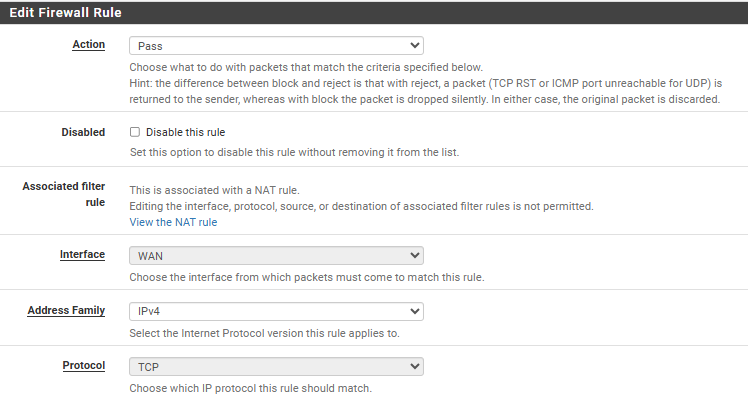 Edit Firewall Rule
Action
Pass
Choose what to do with packets that match the criteria specified below.
Hint: the difference between block and reject is that with reject, a packet (TCP RST or ICMP port unreachable for UDP) is
returned to the sender, whereas with block the packet is dropped silently. In either case, the original packet is discarded.
Disabled
Disable this rule
Set this option to disable this rule without removing it from the list.
Associated filter
rule
This is associated with a NAT rule.
Editing the interface, protocol, source, or destination of associated filter rules is not permitted.
View the NAT rule
Interface
WAN
Choose the interface from which packets must come to match this rule.
Address Family
IPv4
Select the Internet Protocol version this rule applies to.
Protocol
TCP
Choose which IP protocol this rule should match.